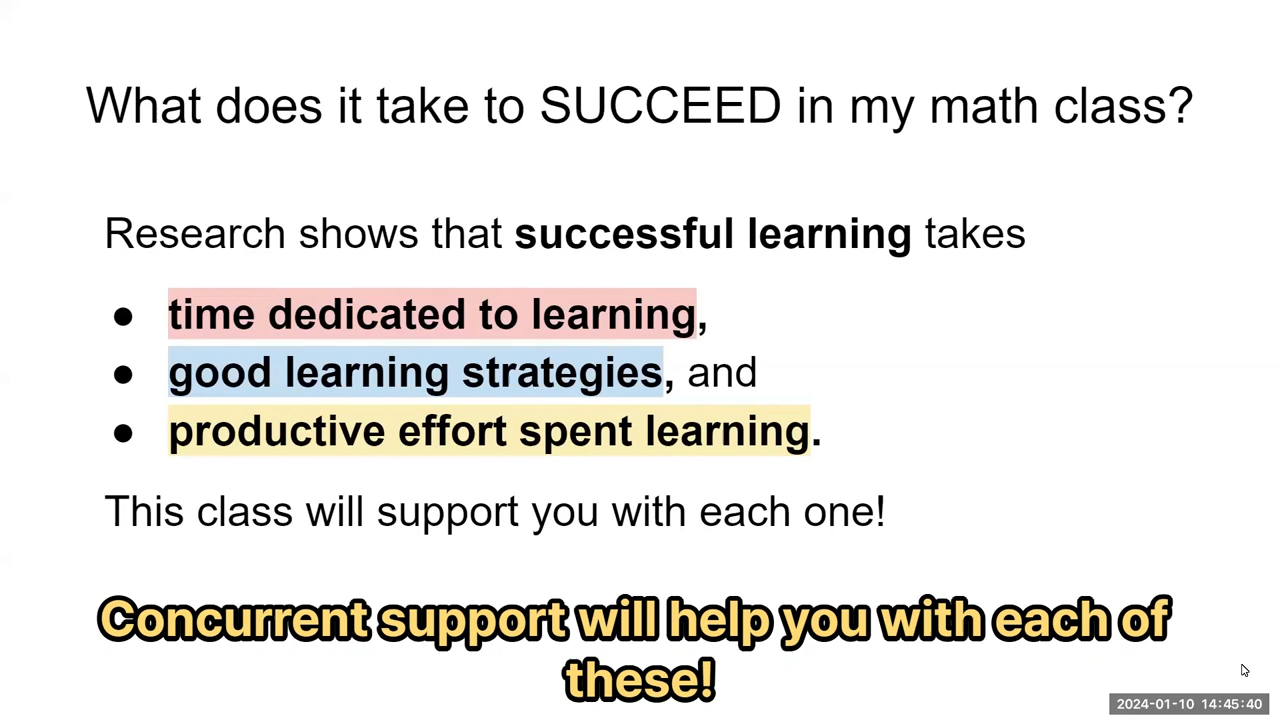 What does it take to SUCCEED in my math class?
Research shows that successful learning takes
● time dedicated to learning,
● good learning strategies, and
● productive effort spent learning.
This class will support you with each one!
Concurrent support will help you with each of
these!
2024-01-10 14:45:40